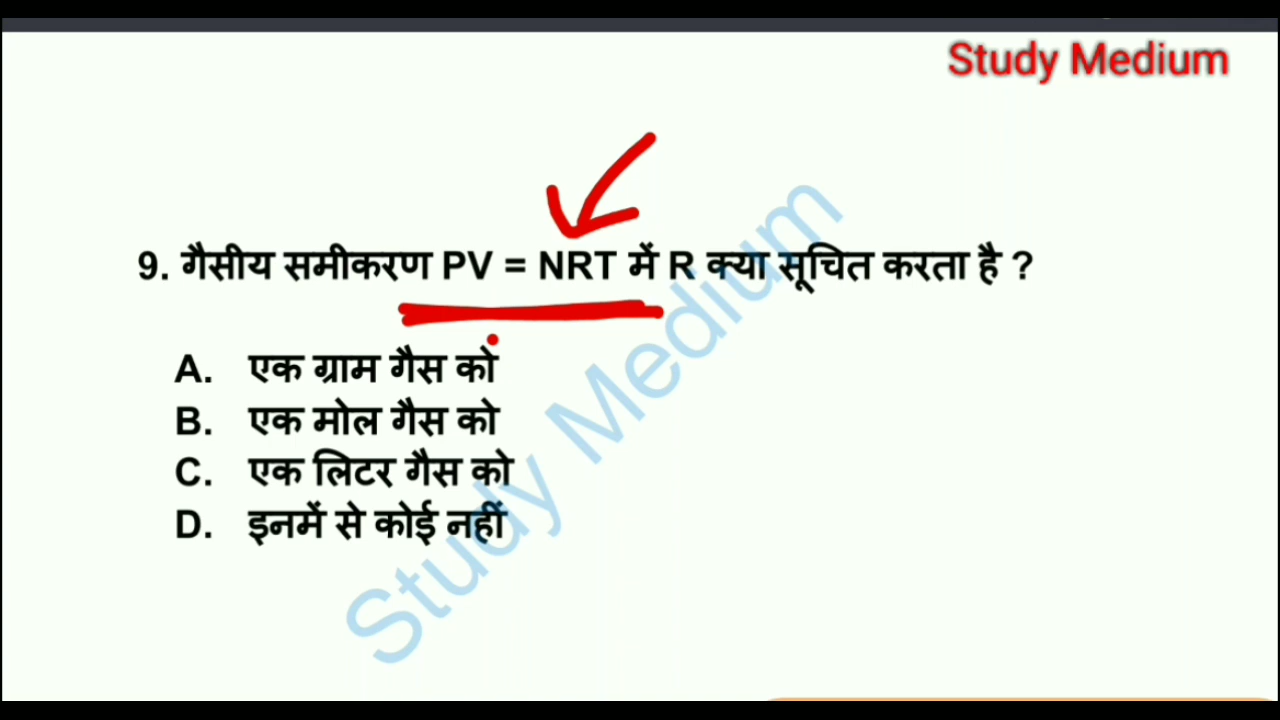 Study Medium
9. गैसीय समीकरण PV = NRT में R क्या सूचित करता है ?
A. एक ग्राम गैस को
B. एक मोल गैस को
C. एक लिटर गैस को
D. इनमें से कोई नहीं
Study Medium